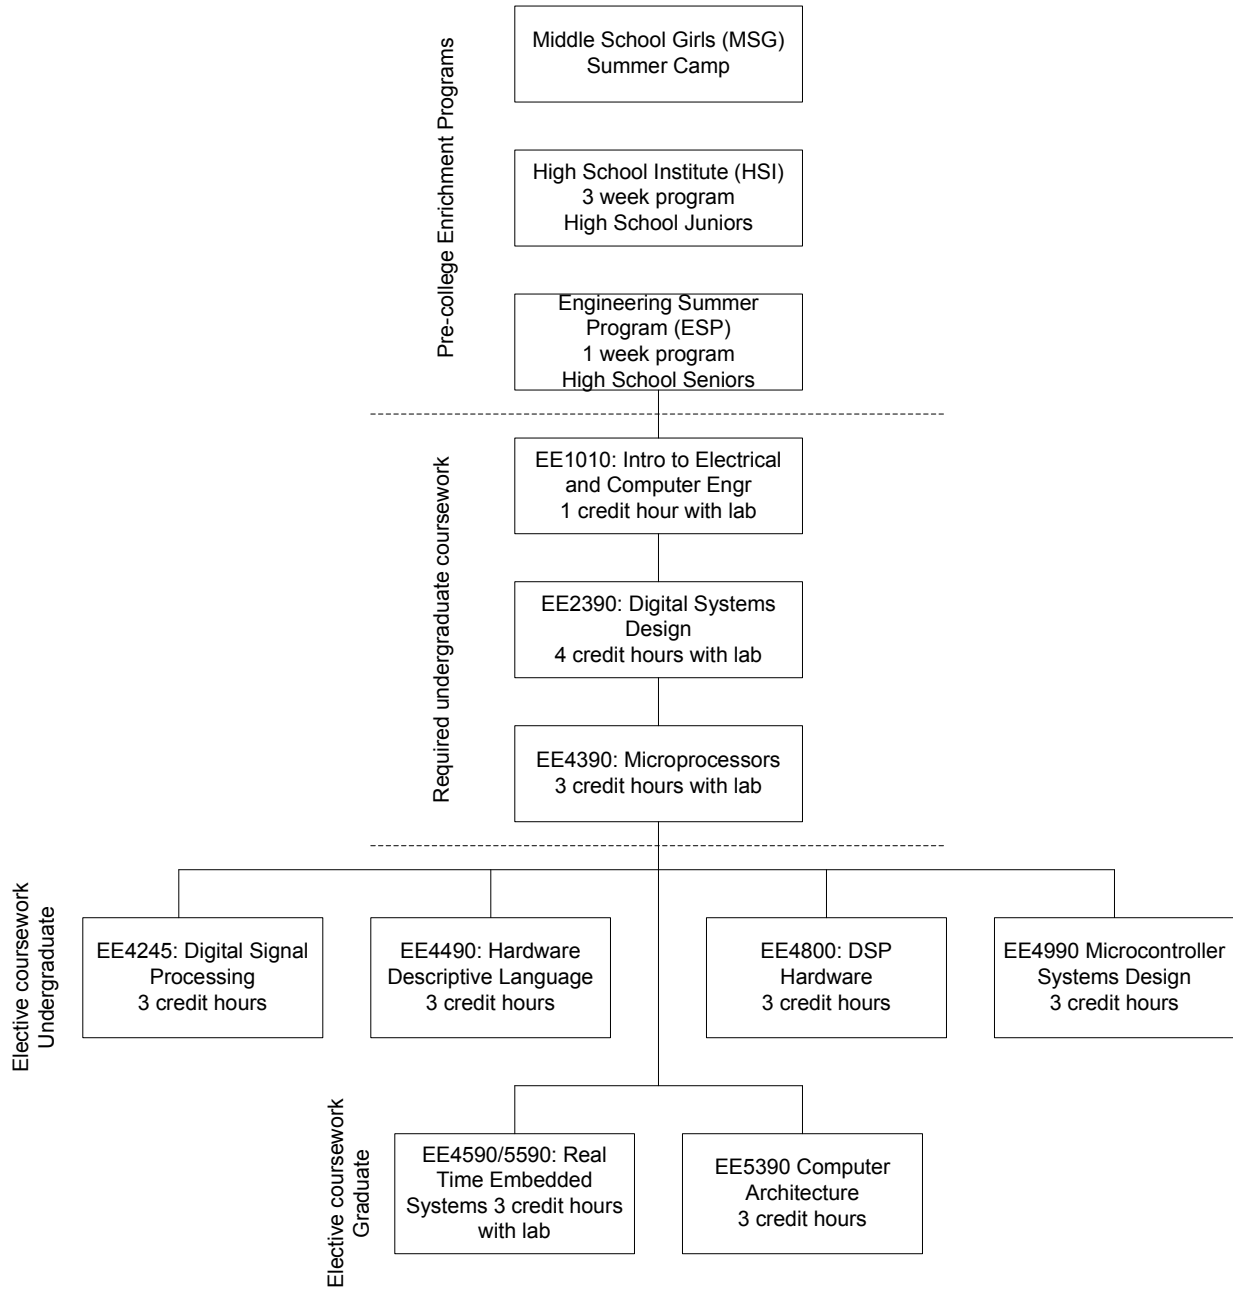 Pre-college Enrichment Programs
Middle School Girls (MSG)
Summer Camp
High School Institute (HSI)
3 week program
High School Juniors
Engineering Summer
Program (ESP)
1 week program
High School Seniors
Required undergraduate coursework
EE1010: Intro to Electrical
and Computer Engr
1 credit hour with lab
EE2390: Digital Systems
Design
4 credit hours with lab
EE4390: Microprocessors
3 credit hours with lab
Elective coursework
Undergraduate
EE4245: Digital Signal
Processing
3 credit hours
EE4490: Hardware
Descriptive Language
3 credit hours
EE4800: DSP
Hardware
3 credit hours
EE4990 Microcontroller
Systems Design
3 credit hours
Elective coursework
Graduate
EE4590/5590: Real
Time Embedded
Systems 3 credit hours
with lab
EE5390 Computer
Architecture
3 credit hours